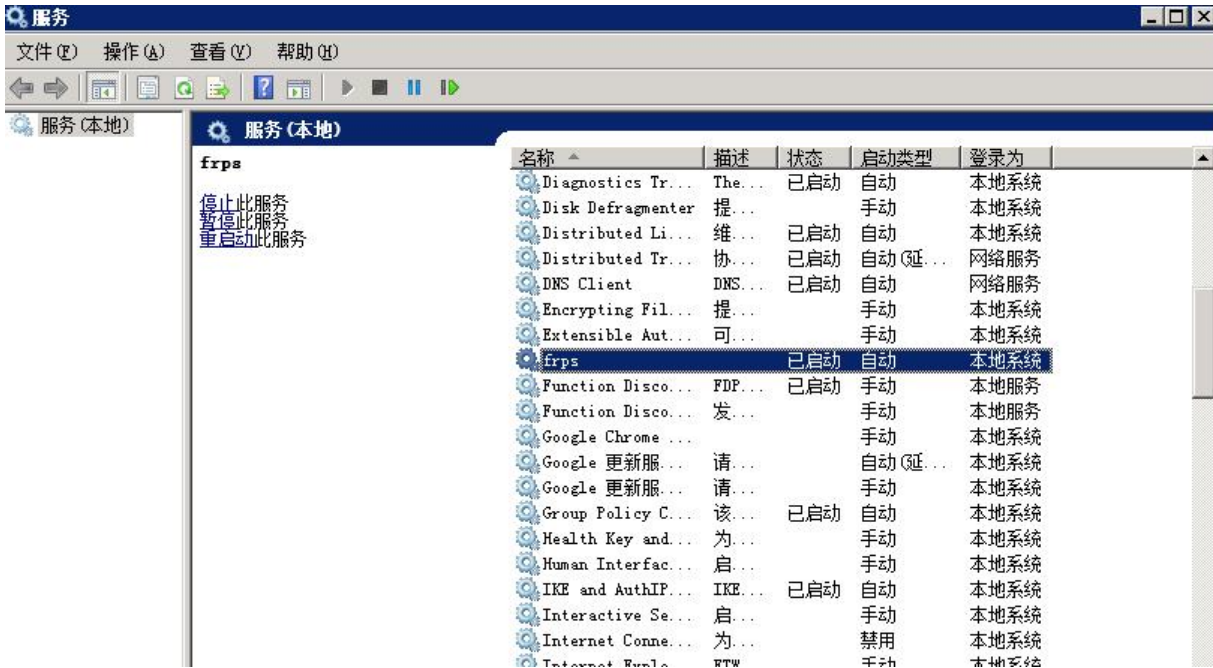 服务
文件(F) 操作(A) 查看(V) 帮助(H)
服务(本地)
服务(本地)
frps
停止此服务
暂停此服务
重启动此服务
名称 描述 状态 启动类型 登录为
Diagnostics Tr... The... 已启动 自动 本地系统
Disk Defragmenter 提... 手动 本地系统
Distributed Li... 维... 已启动 自动 本地系统
Distributed Tr... 协... 已启动 自动(延... 网络服务
DNS Client DNS... 已启动 自动 网络服务
Encrypting Fil... 提... 手动 本地系统
Extensible Aut... 可... 手动 本地系统
frps 已启动 自动 本地系统
Function Disco... FDP... 已启动 手动 本地服务
Function Disco... 发... 手动 本地服务
Google Chrome ... 手动 本地系统
Google 更新服... 请... 自动(延... 本地系统
Google 更新服... 请... 手动 本地系统
Group Policy C... 该... 已启动 自动 本地系统
Health Key and... 为... 手动 本地系统
Human Interfac... 启... 手动 本地系统
IKE and AuthIP... IKE... 已启动 自动 本地系统
Interactive Se... 启... 手动 本地系统
Internet Conne... 为... 禁用 本地系统
Internet Explo... ETW... 手动 本地系统